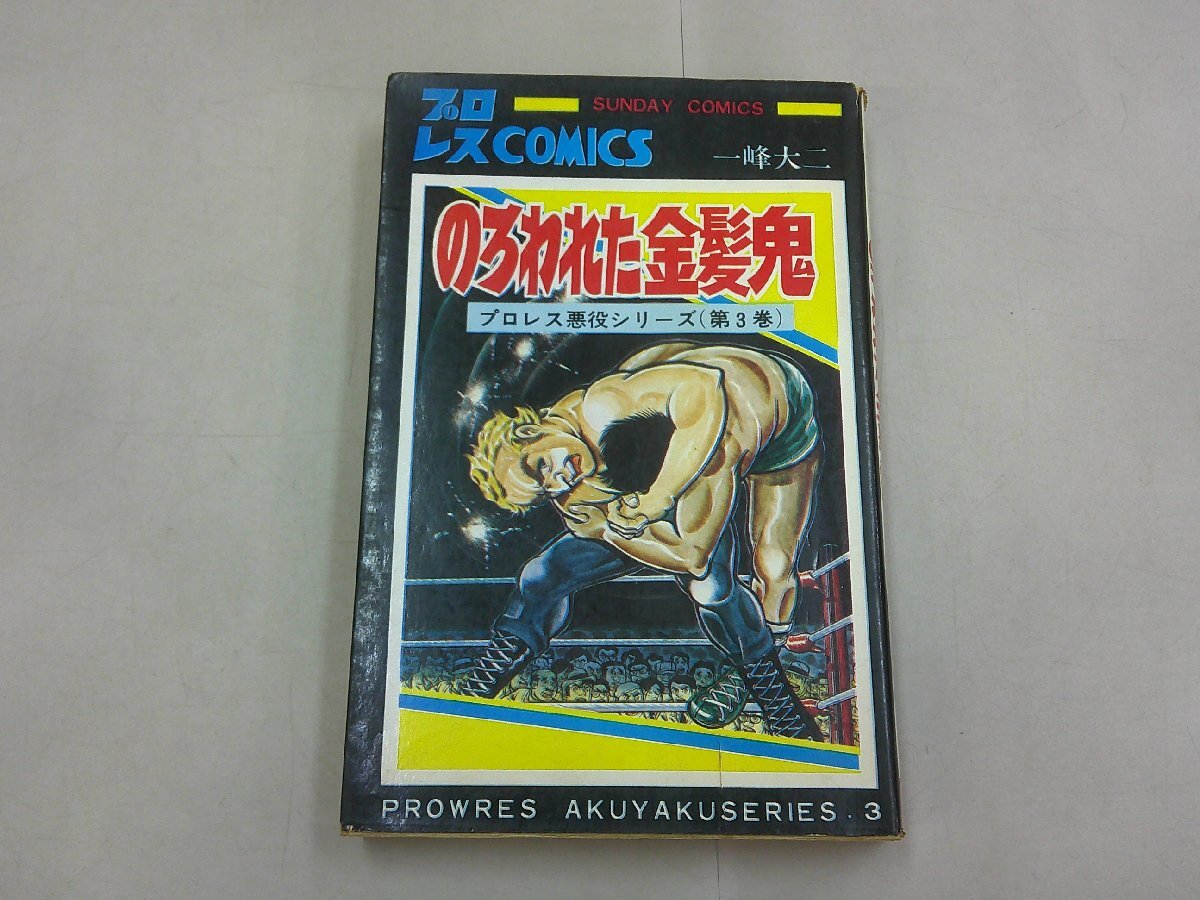 プロ
レスCOMICS
SUNDAY COMICS
一峰大二
のろわれた金髪鬼
プロレス悪役シリーズ(第3巻)
PROWRES AKUYAKUSERIES.3